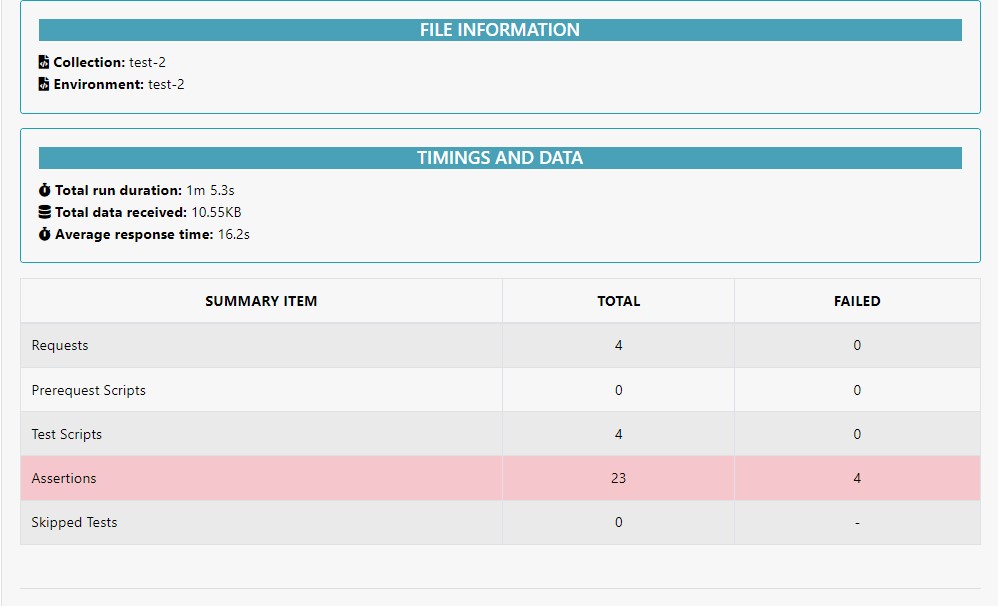 FILE INFORMATION
Collection: test-2
Environment: test-2
TIMINGS AND DATA
Total run duration: 1m 5.3s
Total data received: 10.55KB
Average response time: 16.2s
SUMMARY ITEM TOTAL FAILED
Requests 4 0
Prerequest Scripts 0 0
Test Scripts 4 0
Assertions 23 4
Skipped Tests 0 -